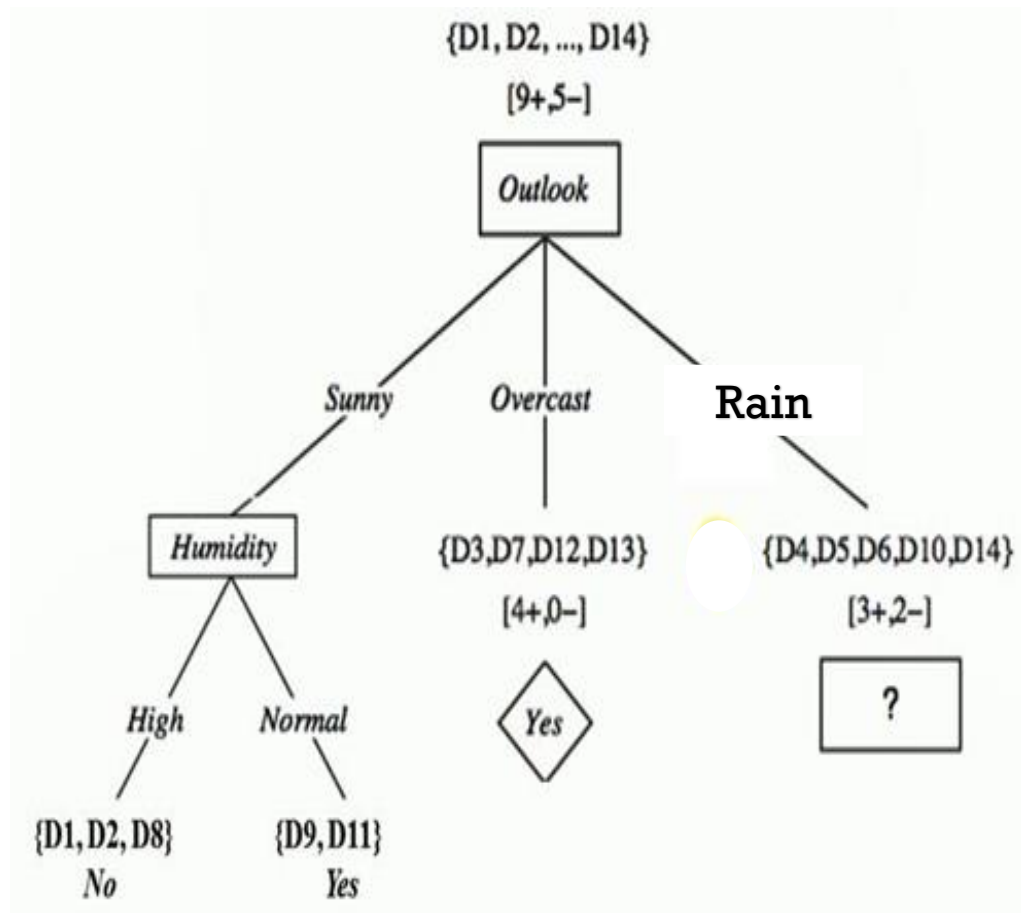 {D1, D2, ..., D14}
[9+,5−]
Outlook
Sunny
Overcast
Rain
Humidity
{D3,D7,D12,D13}
{D4,D5,D6,D10,D14}
[4+,0−]
[3+,2−]
High
Normal
Yes
?
{D1, D2, D8}
{D9, D11}
No
Yes